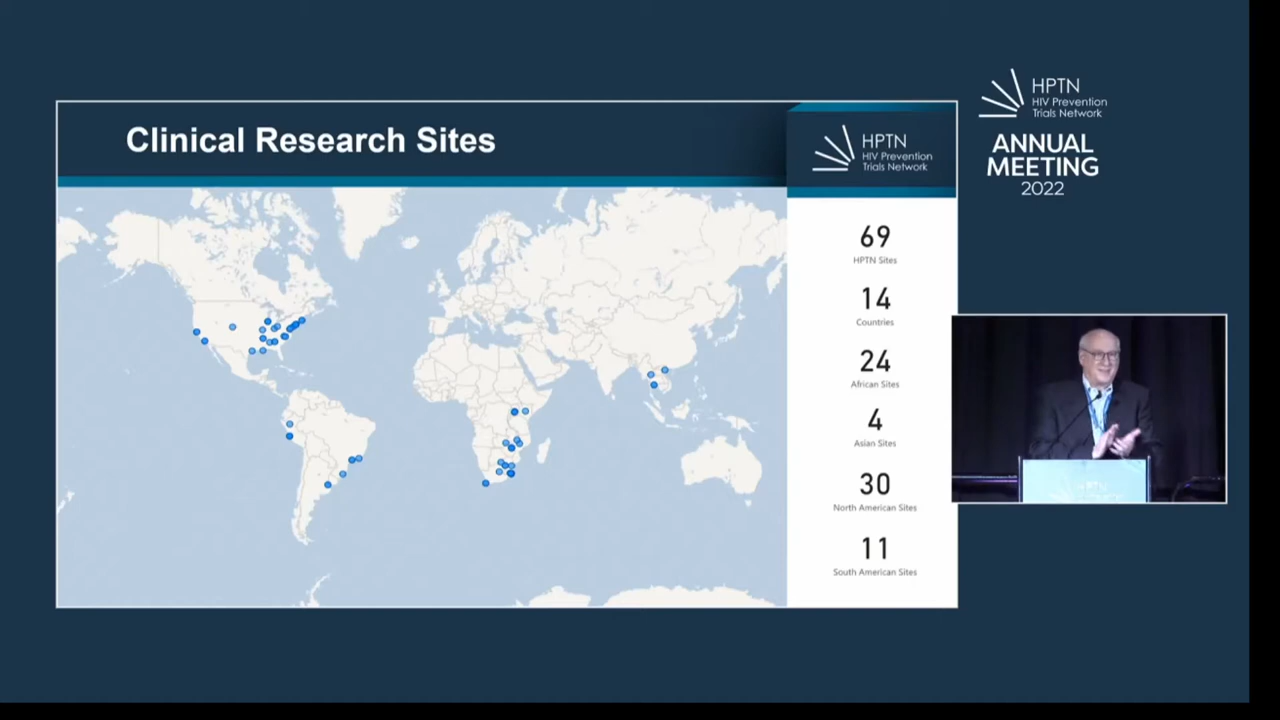 Clinical Research Sites
HPTN
HIV Prevention
Trials Network
69
HPTN Sites
14
Countries
24
African Sites
4
Asian Sites
30
North American Sites
11
South American Sites
HPTN
HIV Prevention
Trials Network
ANNUAL
MEETING
2022